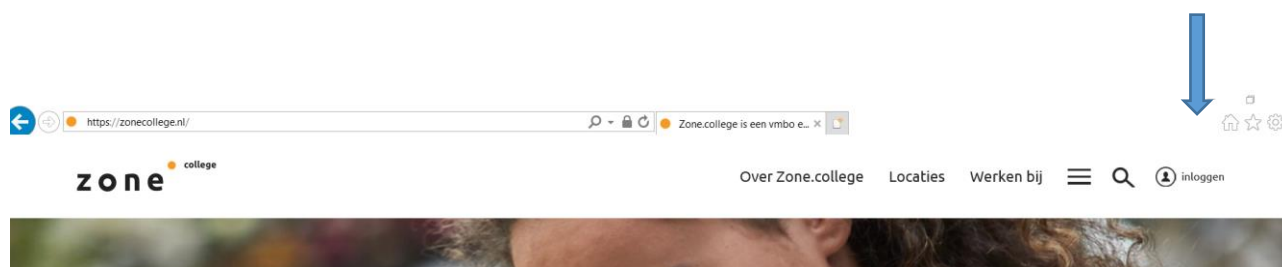 https://zonecollege.nl/
Zone.college is een vmbo e...
zone college
Over Zone.college Locaties Werken bij inloggen